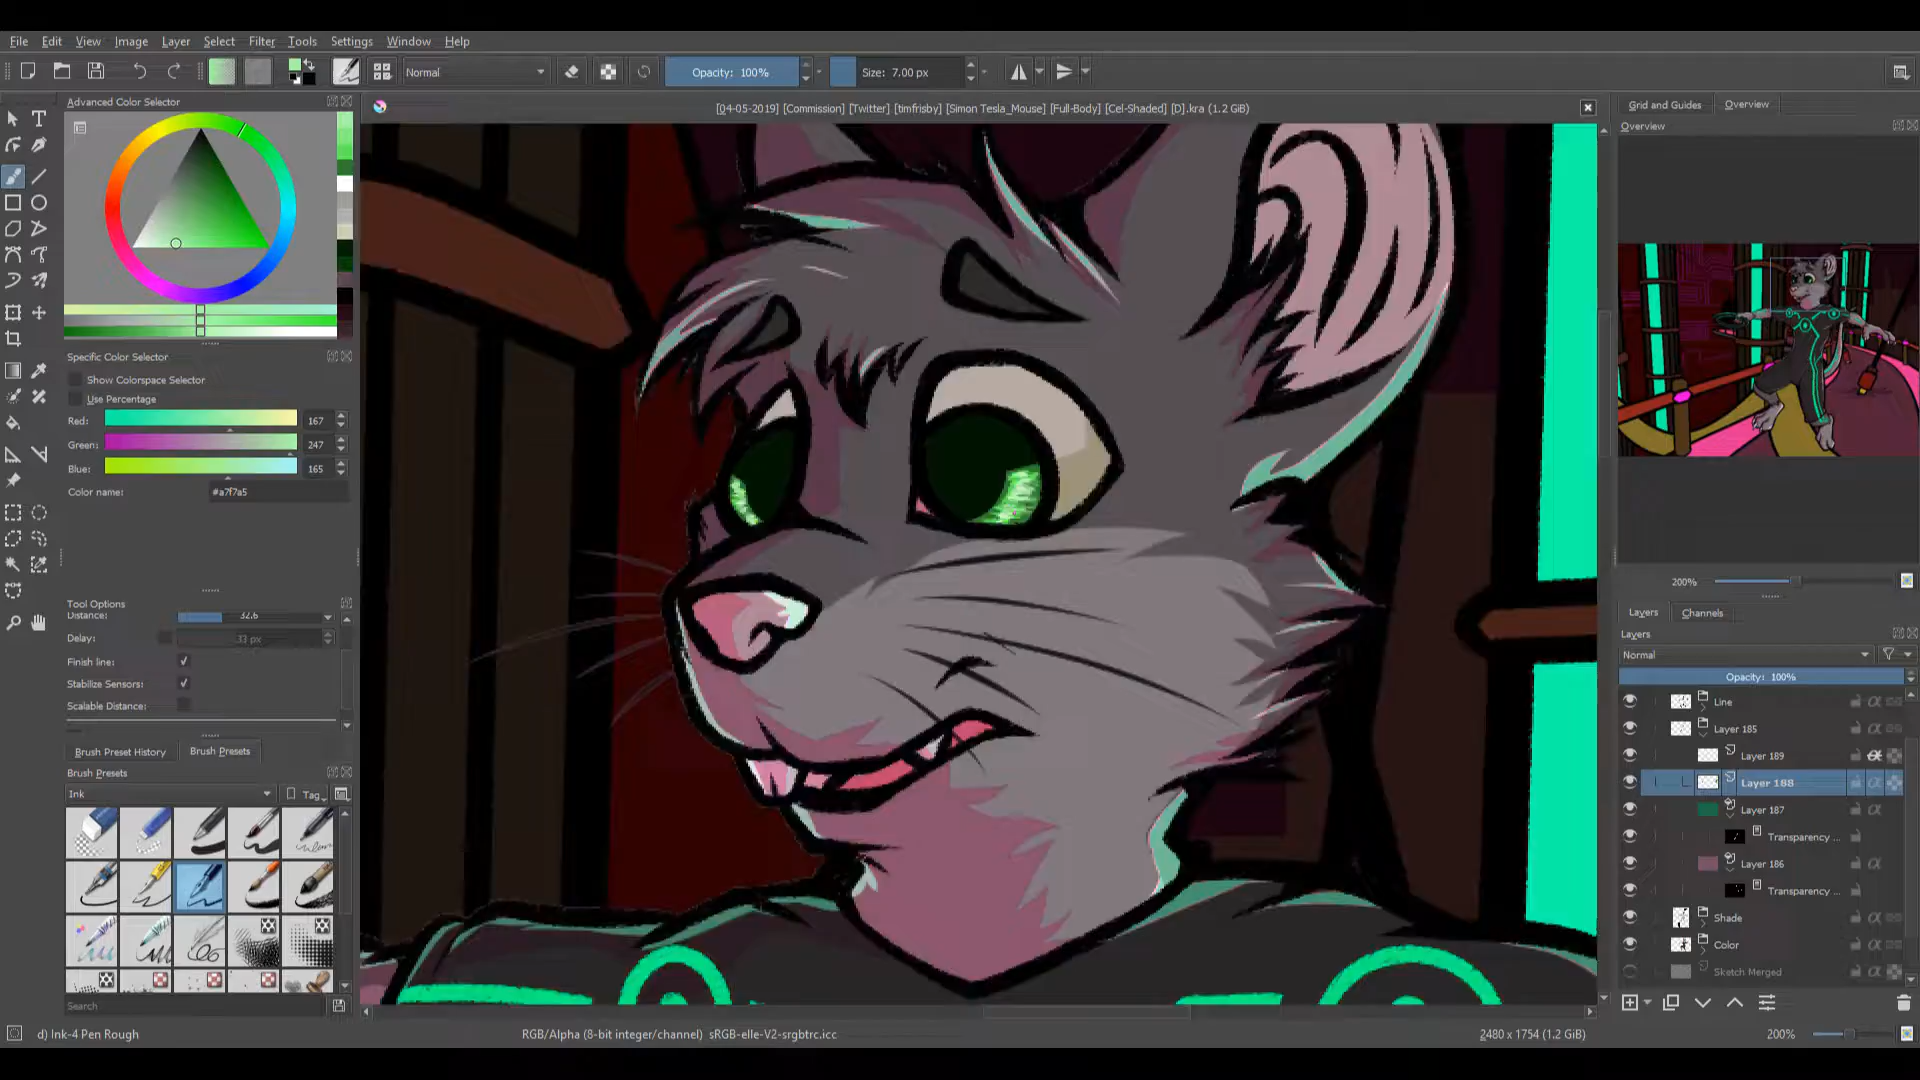 File Edit View Image Layer Select Filter Tools Settings Window Help
Normal Opacity: 100% Size: 7.00 px
Advanced Color Selector
[04-05-2019] [Commission] [Twitter] [timfrisby] [Simon Tesla_Mouse] [Full-Body] [Cel-Shaded] [D].kra (1.2 GiB)
Grid and Guides Overview
Overview
Specific Color Selector
Show Colorspace Selector
Use Percentage
Red: 167
Green: 247
Blue: 165
Color name: #a7f7a5
200%
Tool Options
Distance: 32.6
Delay: 33 px
Finish line:
Stabilize Sensors:
Scalable Distance:
Brush Preset History Brush Presets
Brush Presets
Ink Tag
Search
Layers Channels
Layers
Normal
Opacity: 100%
Line
Layer 185
Layer 189
Layer 188
Layer 187
Transparency ...
Layer 186
Transparency ...
Shade
Color
Sketch Merged
d) Ink-4 Pen Rough
RGB/Alpha (8-bit integer/channel) sRGB-elle-V2-srgbtrc.icc
2480 x 1754 (1.2 GiB)
200%